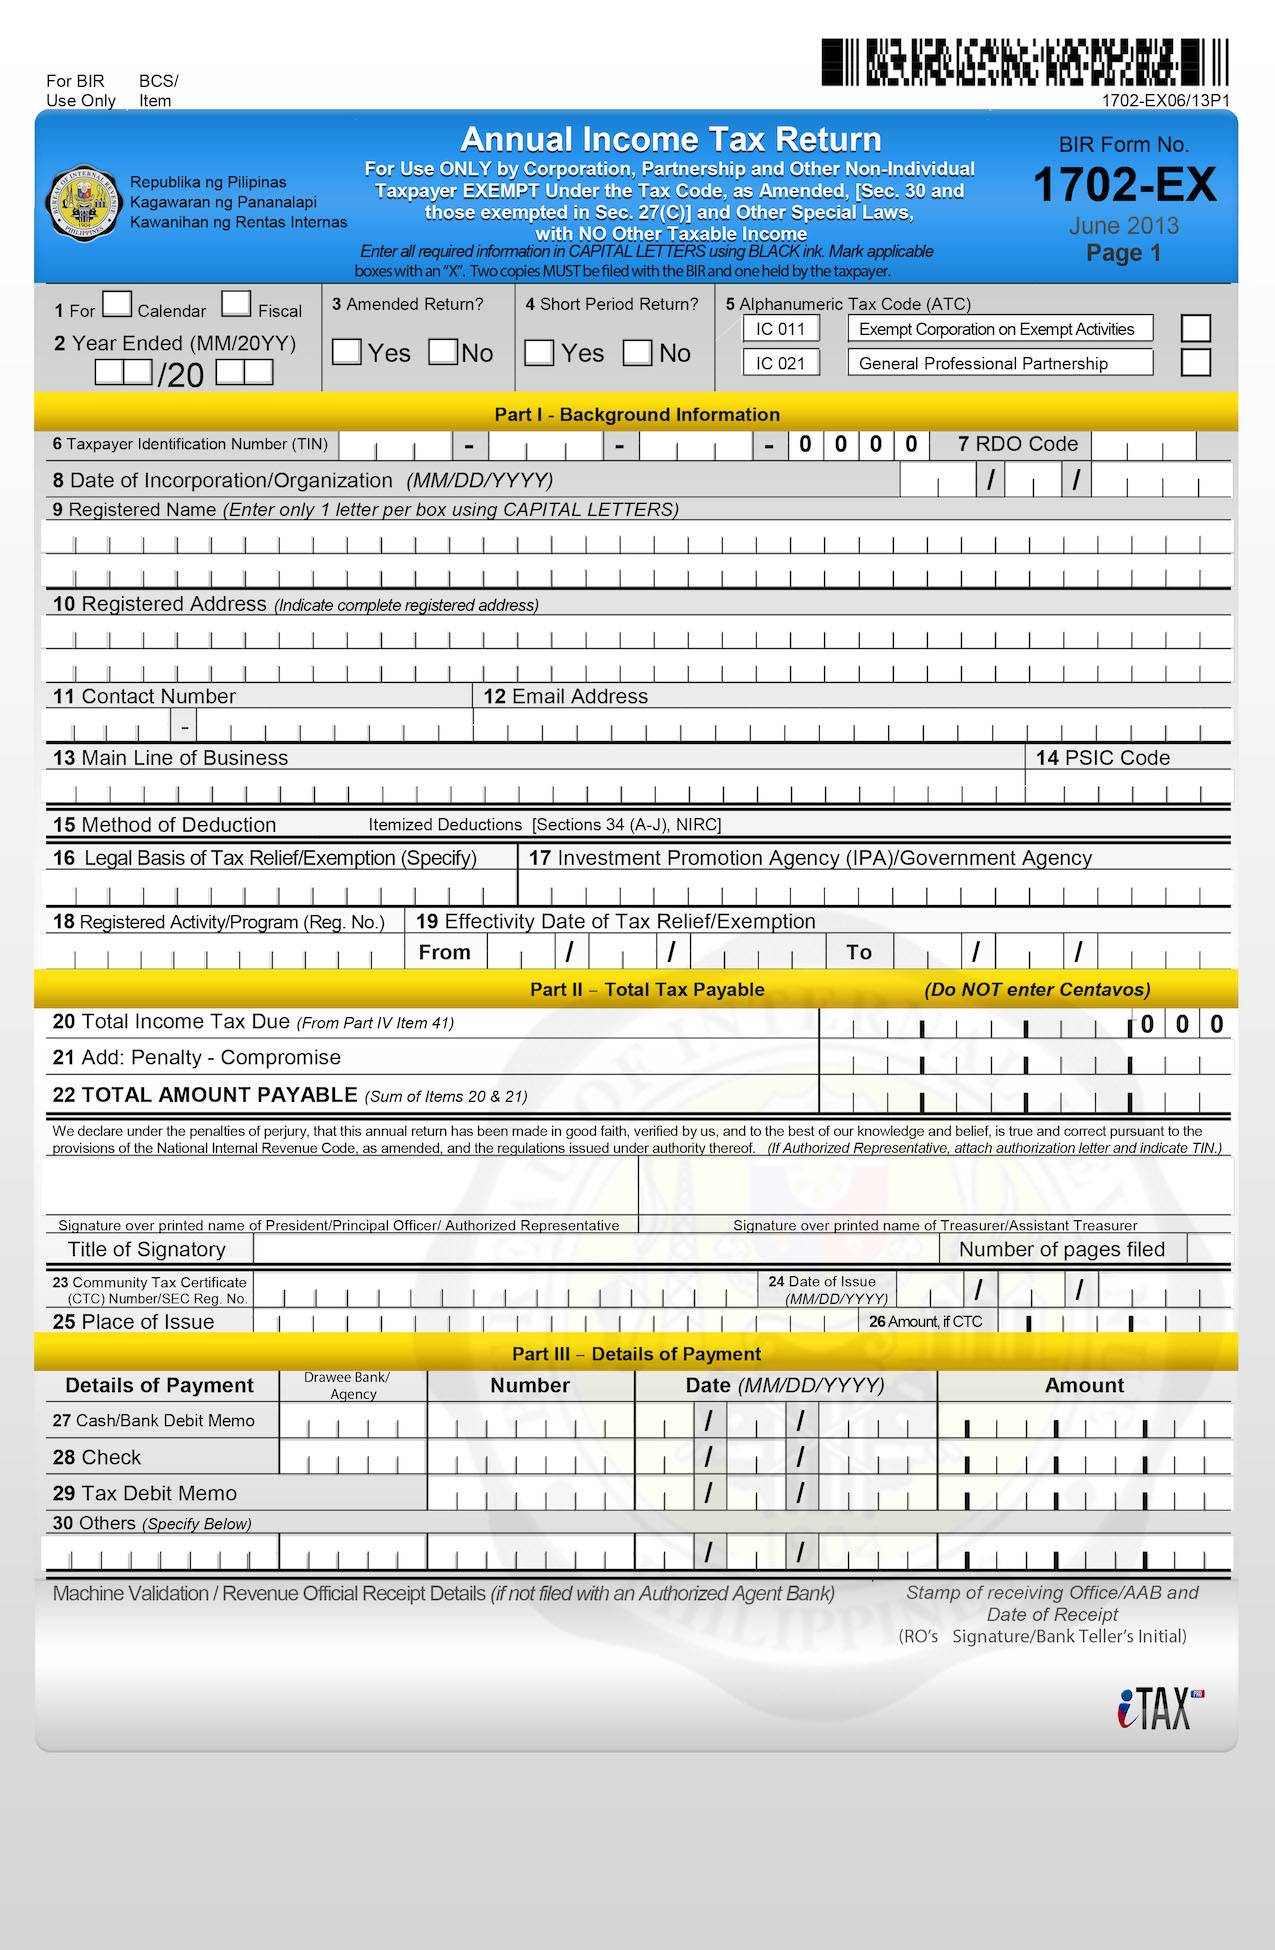 For BIR BCS/
Use Only Item
1702-EX06/13P1
Republika ng Pilipinas
Kagawaran ng Pananalapi
Kawanihan ng Rentas Internas
Annual Income Tax Return
For Use ONLY by Corporation, Partnership and Other Non-Individual
Taxpayer EXEMPT Under the Tax Code, as Amended, [Sec. 30 and
those exempted in Sec. 27(C)] and Other Special Laws,
with NO Other Taxable Income
Enter all required information in CAPITAL LETTERS using BLACK ink. Mark applicable
boxes with an “X”. Two copies MUST be filed with the BIR and one held by the taxpayer.
BIR Form No.
1702-EX
June 2013
Page 1
1 For Calendar Fiscal
2 Year Ended (MM/20YY)
/20
3 Amended Return?
Yes No
4 Short Period Return?
Yes No
5 Alphanumeric Tax Code (ATC)
IC 011 Exempt Corporation on Exempt Activities
IC 021 General Professional Partnership
Part I - Background Information
6 Taxpayer Identification Number (TIN) - - - 0 0 0 0 7 RDO Code
8 Date of Incorporation/Organization (MM/DD/YYYY) / /
9 Registered Name (Enter only 1 letter per box using CAPITAL LETTERS)
10 Registered Address (Indicate complete registered address)
11 Contact Number 12 Email Address
-
13 Main Line of Business 14 PSIC Code
15 Method of Deduction Itemized Deductions [Sections 34 (A-J), NIRC]
16 Legal Basis of Tax Relief/Exemption (Specify) 17 Investment Promotion Agency (IPA)/Government Agency
18 Registered Activity/Program (Reg. No.) 19 Effectivity Date of Tax Relief/Exemption
From / / To / /
Part II – Total Tax Payable (Do NOT enter Centavos)
20 Total Income Tax Due (From Part IV Item 41) 0 0 0
21 Add: Penalty - Compromise
22 TOTAL AMOUNT PAYABLE (Sum of Items 20 & 21)
We declare under the penalties of perjury, that this annual return has been made in good faith, verified by us, and to the best of our knowledge and belief, is true and correct pursuant to the
provisions of the National Internal Revenue Code, as amended, and the regulations issued under authority thereof. (If Authorized Representative, attach authorization letter and indicate TIN.)
Signature over printed name of President/Principal Officer/ Authorized Representative Signature over printed name of Treasurer/Assistant Treasurer
Title of Signatory Number of pages filed
23 Community Tax Certificate 24 Date of Issue / /
(CTC) Number/SEC Reg. No. (MM/DD/YYYY)
25 Place of Issue 26 Amount, if CTC
Part III – Details of Payment
Details of Payment Drawee Bank/ Agency Number Date (MM/DD/YYYY) Amount
27 Cash/Bank Debit Memo / /
28 Check / /
29 Tax Debit Memo / /
30 Others (Specify Below)
/ /
Machine Validation / Revenue Official Receipt Details (if not filed with an Authorized Agent Bank)
Stamp of receiving Office/AAB and
Date of Receipt
(RO’s Signature/Bank Teller’s Initial)
iTAX